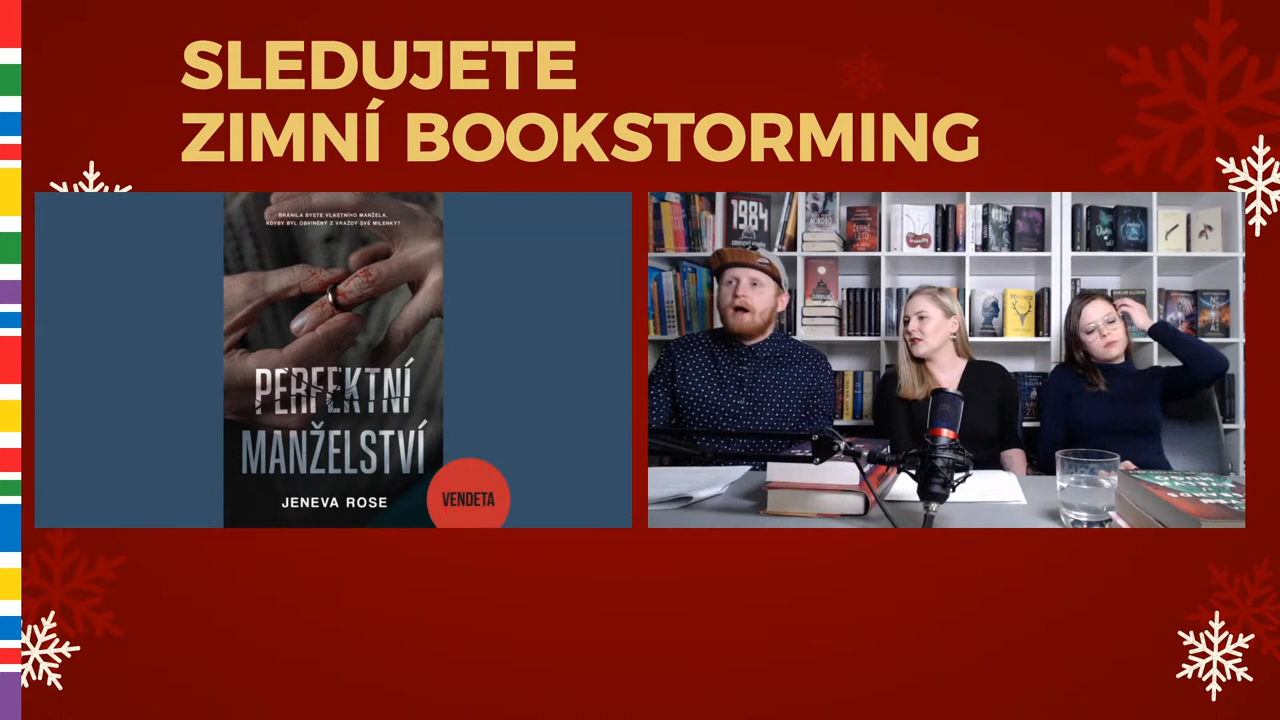 SLEDUJETE
ZIMNÍ BOOKSTORMING
BRÁNILA BYSTE VLASTNÍHO MANŽELA,
KDYBY BYL OBVINĚNÝ Z VRAŽDY SVÉ MILENKY?
PERFEKTNÍ
MANŽELSTVÍ
JENEVA ROSE
VENDETA
1984